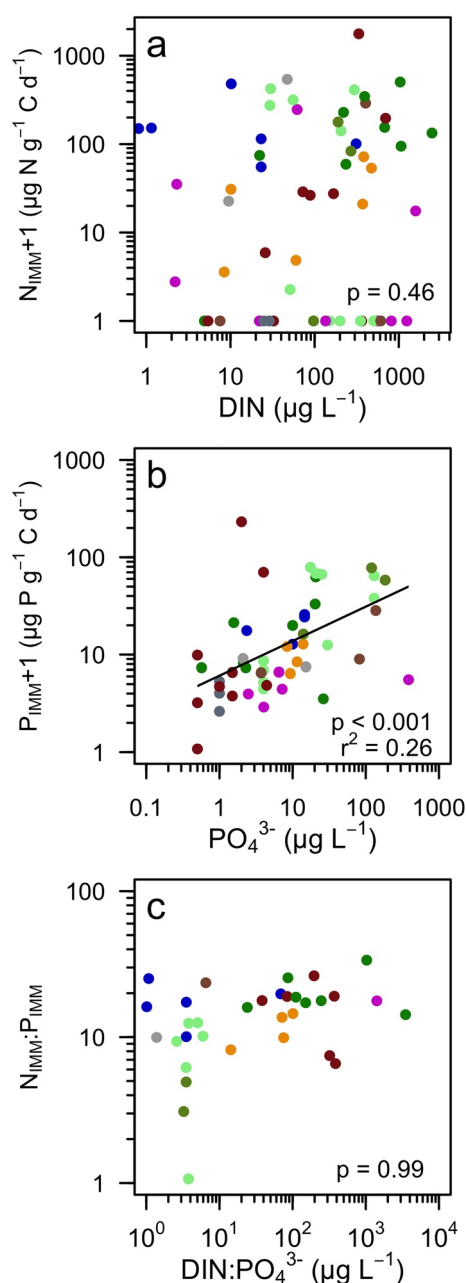 a
1000
100
10
1
N_IMM+1 (µg N g⁻¹ C d⁻¹)
p = 0.46
1 10 100 1000
DIN (µg L⁻¹)
b
1000
100
10
1
P_IMM+1 (µg P g⁻¹ C d⁻¹)
p < 0.001
r² = 0.26
0.1 1 10 100 1000
PO₄³⁻ (µg L⁻¹)
c
100
10
1
N_IMM:P_IMM
p = 0.99
10⁰ 10¹ 10² 10³ 10⁴
DIN:PO₄³⁻ (µg L⁻¹)